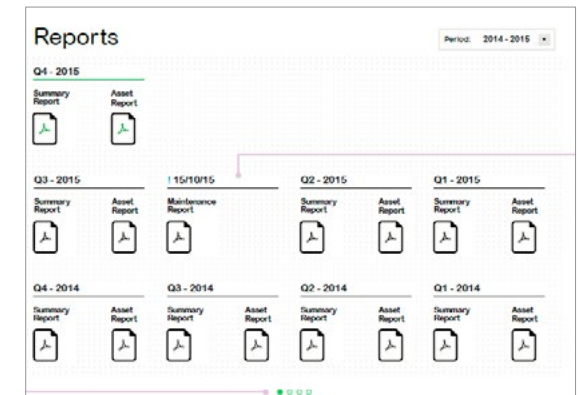 Reports
Period: 2014 - 2015
Q4 - 2015
Summary Report
Asset Report
Q3 - 2015
! 15/10/15
Q2 - 2015
Q1 - 2015
Summary Report
Asset Report
Maintenance Report
Summary Report
Asset Report
Summary Report
Asset Report
Q4 - 2014
Q3 - 2014
Q2 - 2014
Q1 - 2014
Summary Report
Asset Report
Summary Report
Asset Report
Summary Report
Asset Report
Summary Report
Asset Report